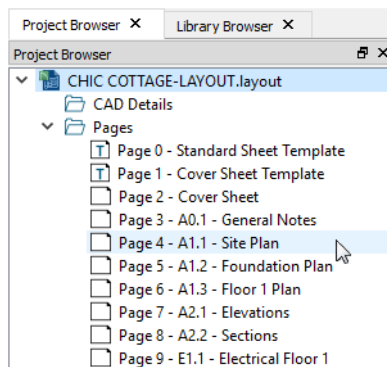 Project Browser ✕ Library Browser ✕
Project Browser
CHIC COTTAGE-LAYOUT.layout
CAD Details
Pages
T Page 0 - Standard Sheet Template
T Page 1 - Cover Sheet Template
Page 2 - Cover Sheet
Page 3 - A0.1 - General Notes
Page 4 - A1.1 - Site Plan
Page 5 - A1.2 - Foundation Plan
Page 6 - A1.3 - Floor 1 Plan
Page 7 - A2.1 - Elevations
Page 8 - A2.2 - Sections
Page 9 - E1.1 - Electrical Floor 1